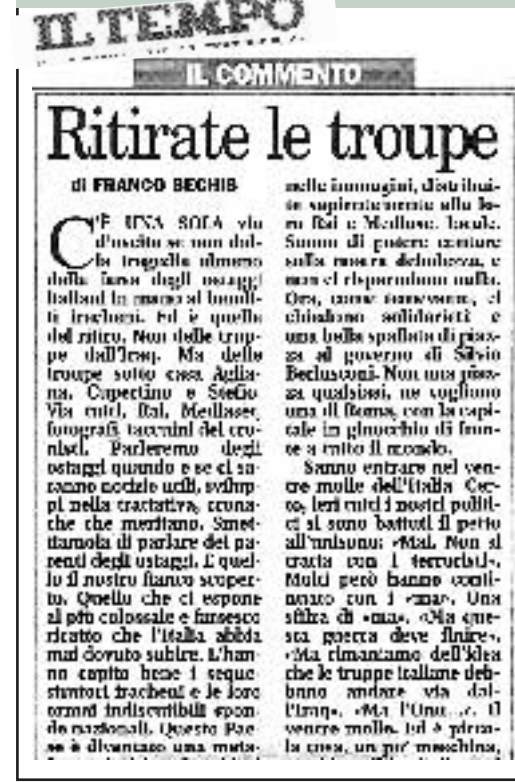 IL TEMPO
IL COMMENTO
Ritirate le troupe
di FRANCO BECHIS
C'È UNA SOLA via
d'uscita se non dal-
la tragedia almeno
dalla farsa degli ostaggi
italiani in mano ai bandi-
ti iracheni. Ed è quella
del ritiro. Non delle trup-
pe dall'Iraq. Ma delle
troupe sotto casa Aglia-
na, Cupertino e Stefio.
Via tutti, Rai, Mediaset,
fotografi, taccuini dei cro-
nisti. Parleremo degli
ostaggi quando e se ci sa-
ranno notizie utili, svilup-
pi nella trattativa, crona-
che che meritano. Smet-
tiamola di parlare dei pa-
renti degli ostaggi. È quel-
lo il nostro fianco scoper-
to. Quello che ci espone
al più colossale e farsesco
ricatto che l'Italia abbia
mai dovuto subire. L'han-
no capito bene i seque-
stratori iracheni e le loro
ormai indiscutibili spon-
de nazionali. Questo Pae-
se è diventato una
nelle immagini, distribui-
te sapientemente alla lo-
ro Rai e Mediaset locale.
Sanno di potere contare
sulla nostra debolezza, e
non ci risparmiano nulla.
Ora, come, ci
chiedono solidarietà e
una bella spallata di piaz-
za al governo di Silvio
Berlusconi. Non una piaz-
za qualsiasi, ne vogliono
una di Roma, con la capi-
tale in ginocchio di fron-
te a tutto il mondo.
Sanno entrare nel ven-
tre molle dell'Italia. Cer-
to, ieri tutti i nostri politi-
ci si sono battuti il petto
all'unisono: «Mai. Non si
tratta con i terroristi».
Molti però hanno conti-
nuato con i «ma». Una
sfilza di «ma». «Ma que-
sta guerra deve finire».
«Ma rimaniamo dell'idea
che le truppe italiane deb-
bano andare via dal-
l'Iraq». «Ma l'Onu...». Il
ventre molle. Ed è picco-
la cosa, un po' meschina,